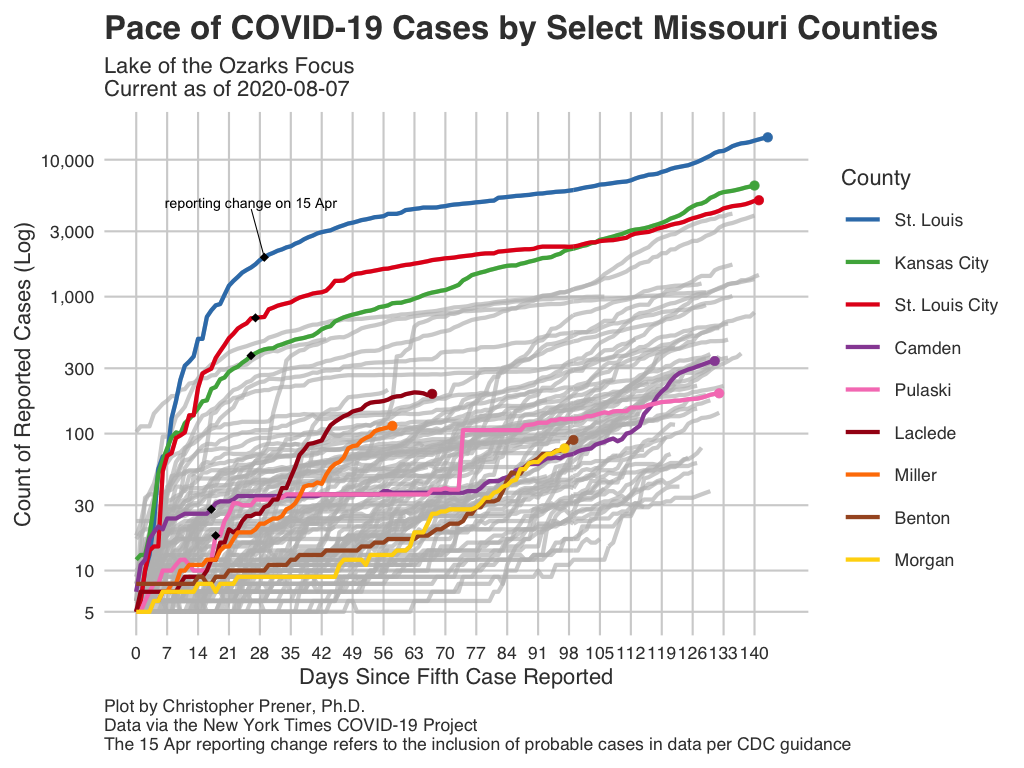 Pace of COVID-19 Cases by Select Missouri Counties
Lake of the Ozarks Focus
Current as of 2020-08-07
Count of Reported Cases (Log)
10,000
3,000
1,000
300
100
30
10
5
reporting change on 15 Apr
0 7 14 21 28 35 42 49 56 63 70 77 84 91 98 105 112 119 126 133 140
Days Since Fifth Case Reported
County
St. Louis
Kansas City
St. Louis City
Camden
Pulaski
Laclede
Miller
Benton
Morgan
Plot by Christopher Prener, Ph.D.
Data via the New York Times COVID-19 Project
The 15 Apr reporting change refers to the inclusion of probable cases in data per CDC guidance